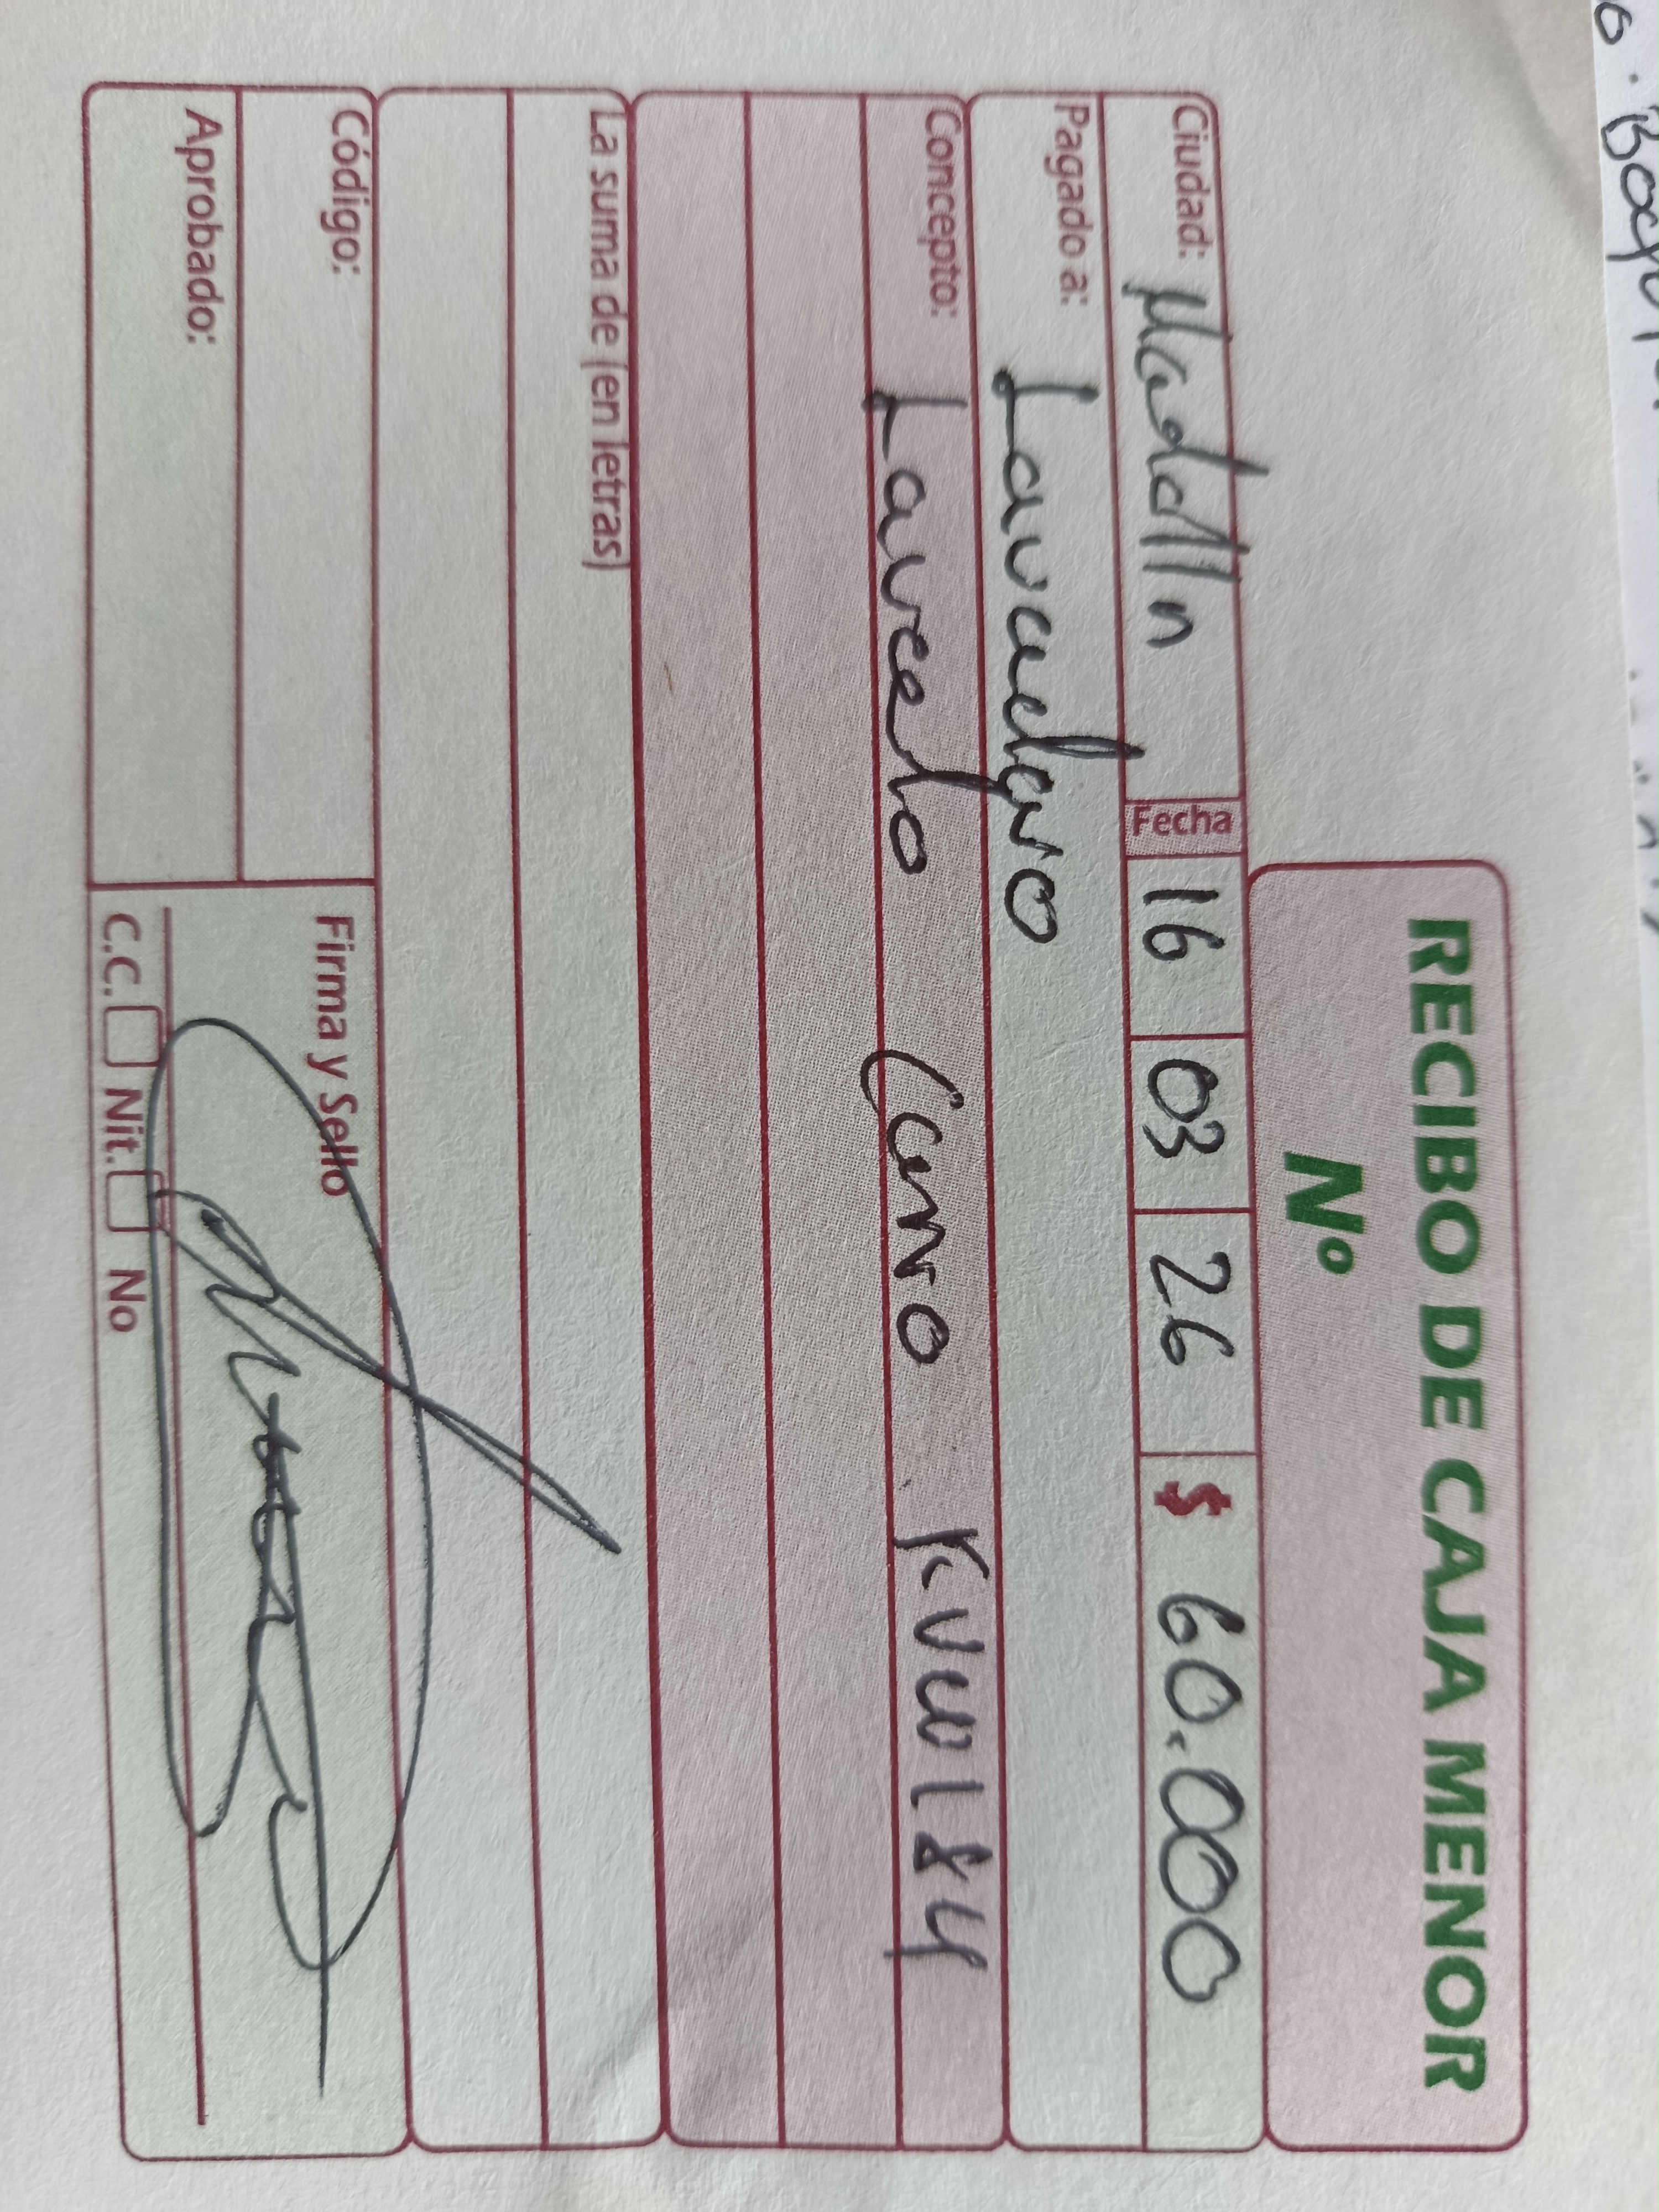 RECIBO DE CAJA MENOR
Nº
Ciudad: Medellin Fecha 16 03 26 $ 60.000
Pagado a: Lavadero
Concepto: Lavado Carro KVW184
La suma de (en letras)
Código:
Aprobado:
Firma y Sello
C.C. Nit. No